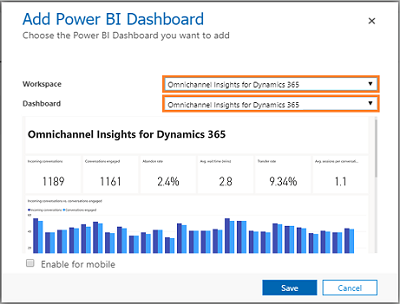 Add Power BI Dashboard
Choose the Power BI Dashboard you want to add
Workspace
Omnichannel Insights for Dynamics 365
Dashboard
Omnichannel Insights for Dynamics 365
Omnichannel Insights for Dynamics 365
Incoming conversations
Conversations engaged
Abandon rate
Avg. wait time (mins)
Transfer rate
Avg. sessions per conversati...
1189
1161
2.4%
2.8
9.34%
1.1
Incoming conversations vs. conversations engaged
Incoming conversations Conversations engaged
Enable for mobile
Save
Cancel